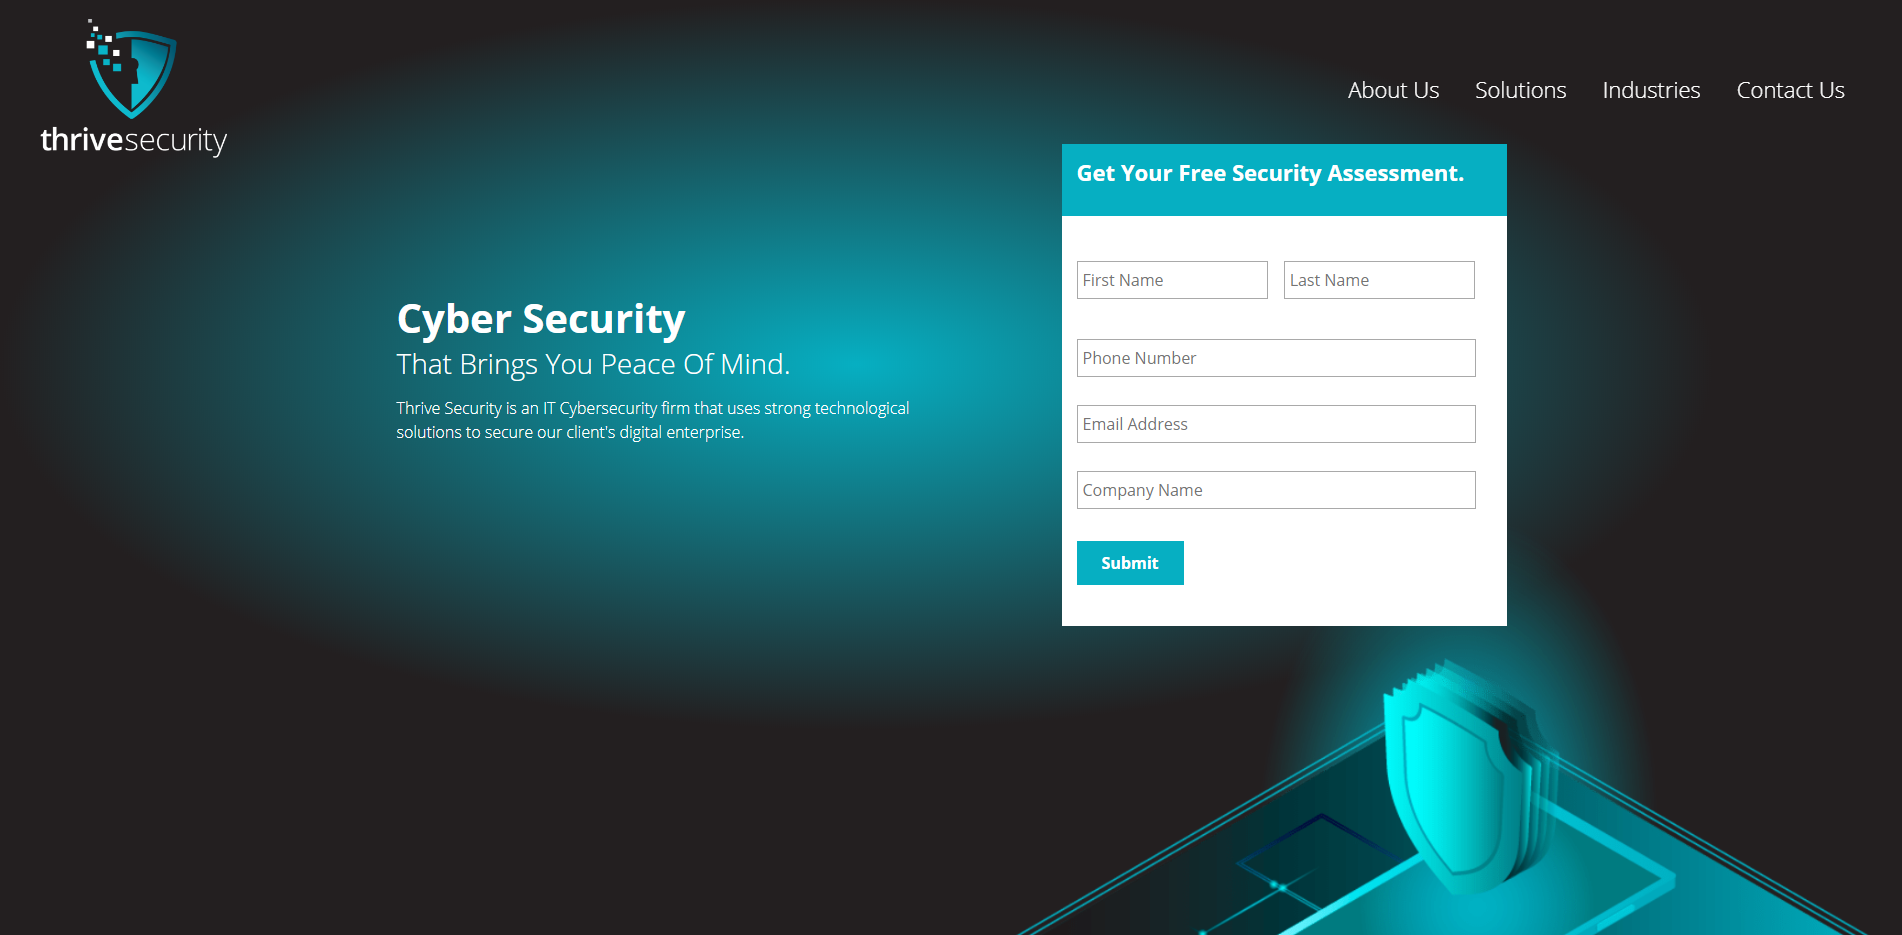 thrivesecurity
About Us
Solutions
Industries
Contact Us
Cyber Security
That Brings You Peace Of Mind.
Thrive Security is an IT Cybersecurity firm that uses strong technological
solutions to secure our client's digital enterprise.
Get Your Free Security Assessment.
First Name
Last Name
Phone Number
Email Address
Company Name
Submit